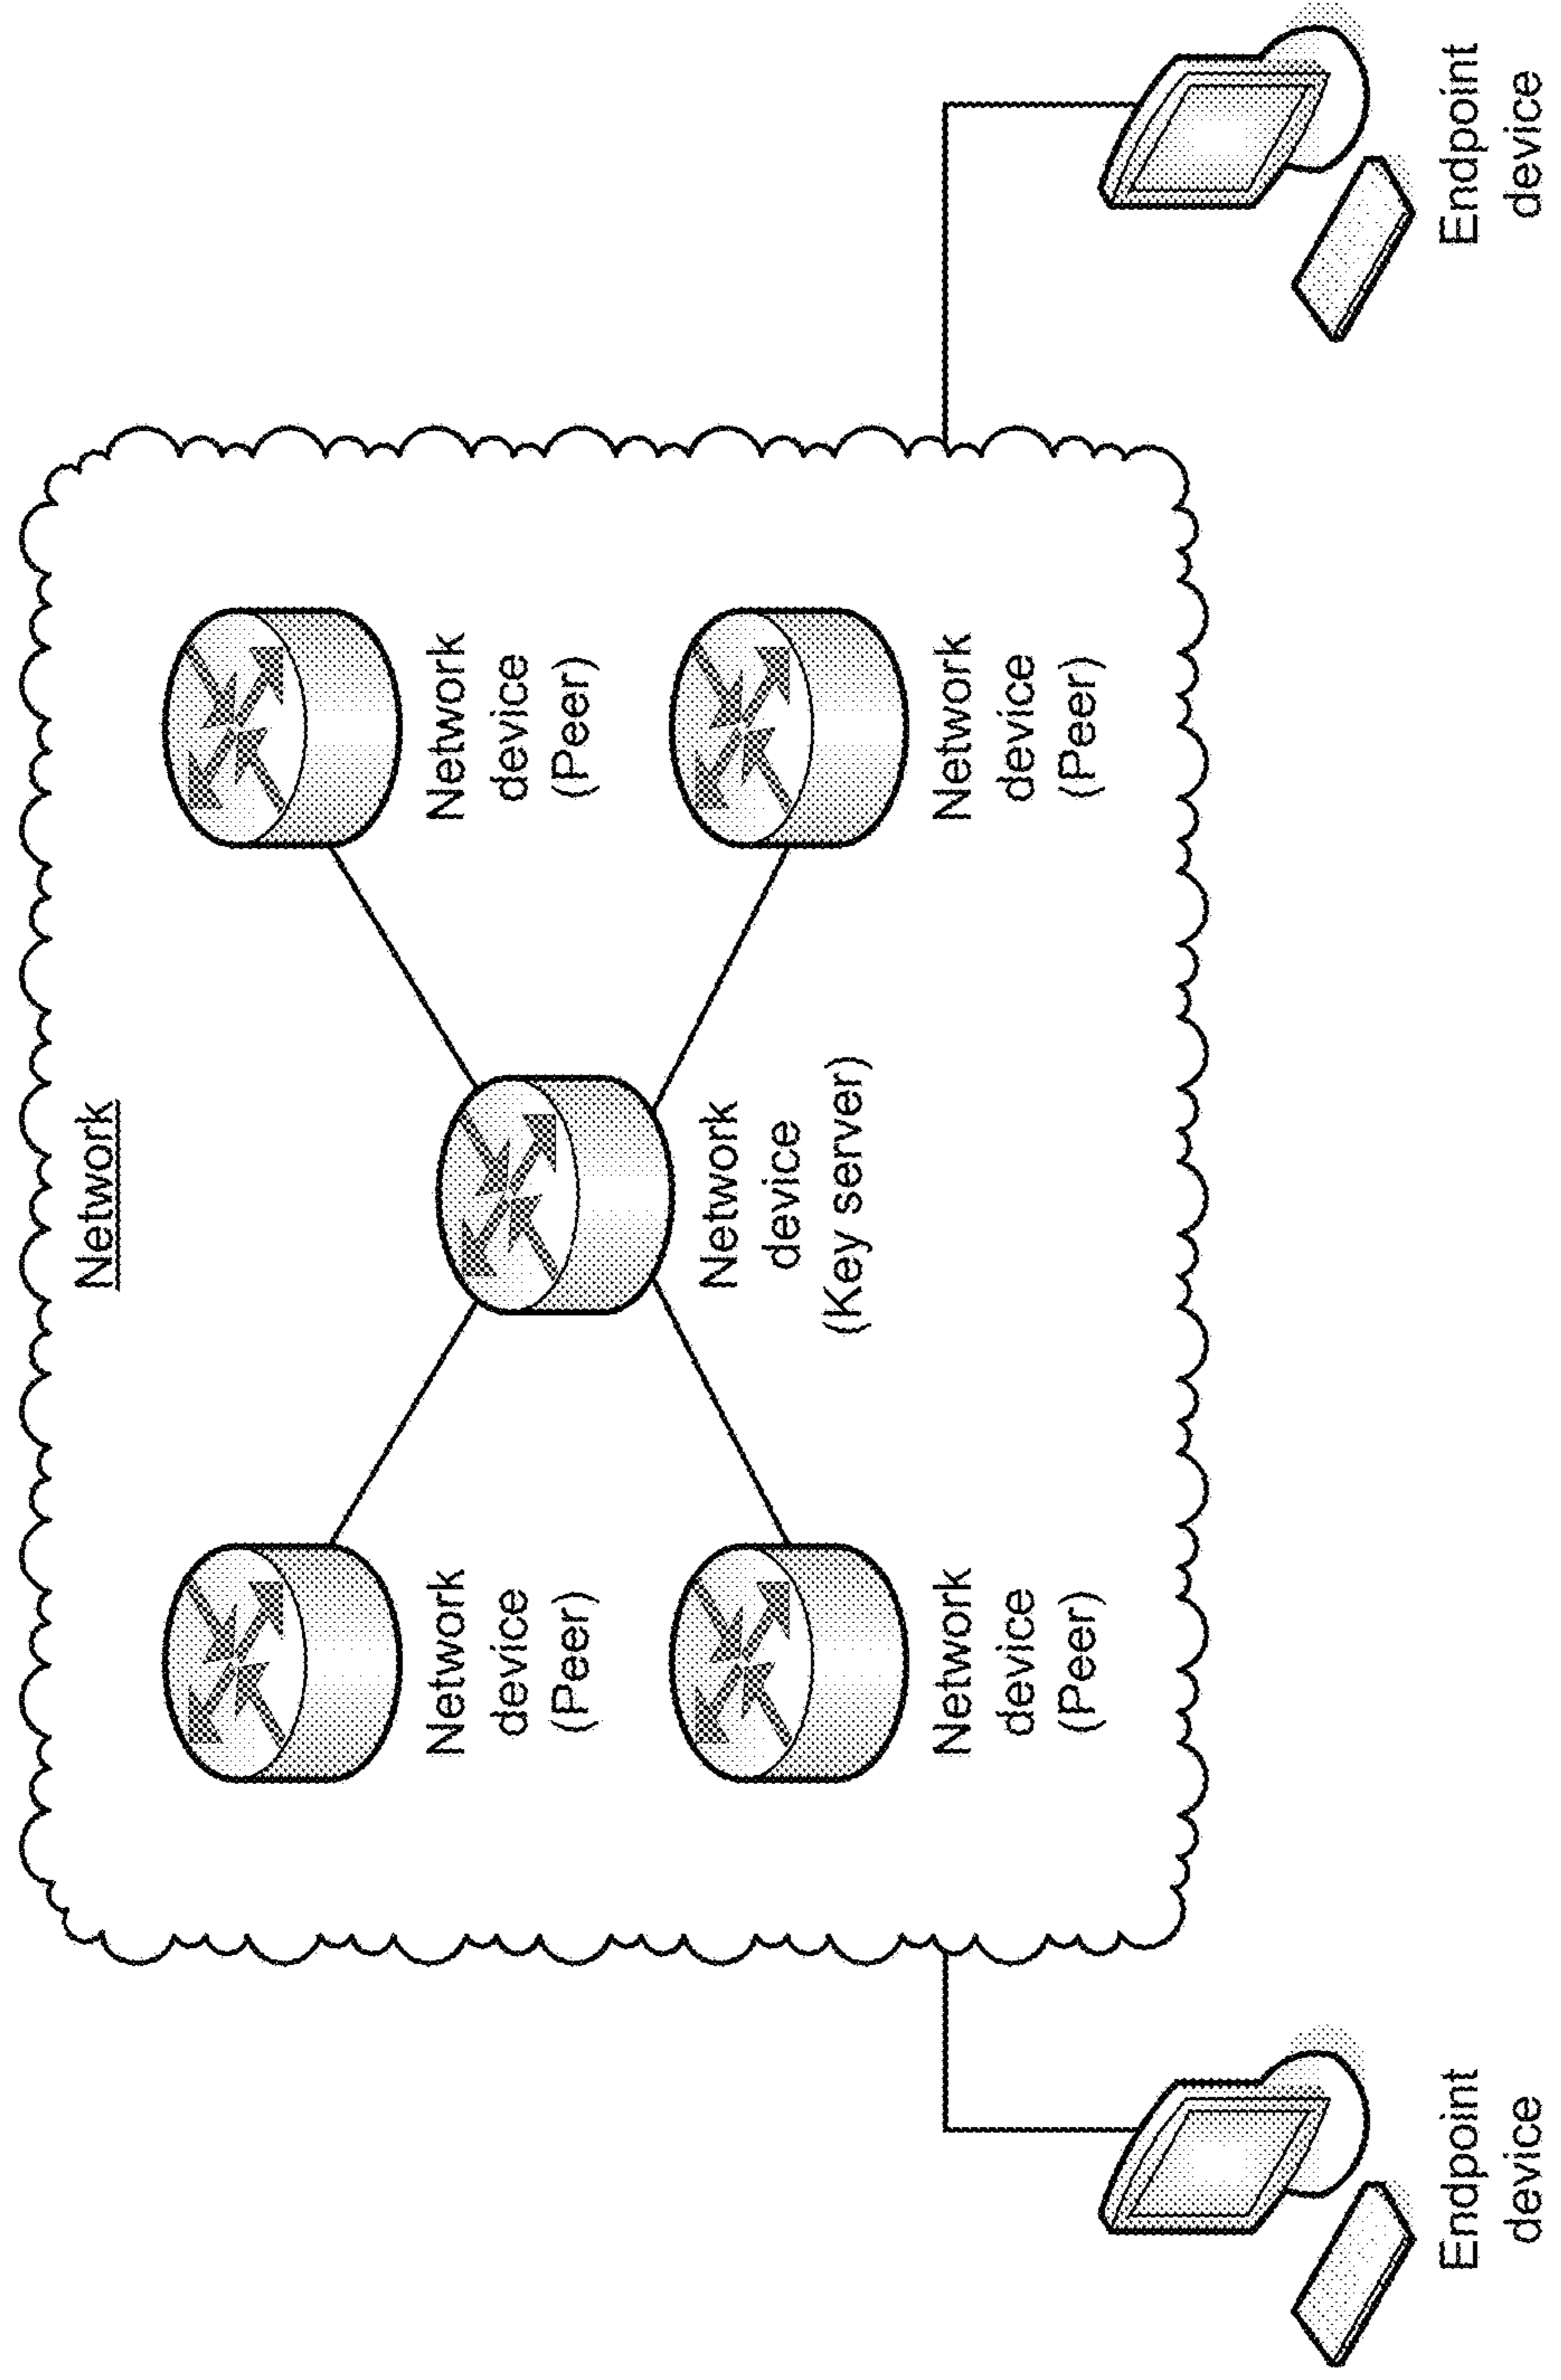 Network
Network
device
(Peer)
Network
device
(Peer)
Network
device
(Key server)
Network
device
(Peer)
Network
device
(Peer)
Endpoint
device
Endpoint
device